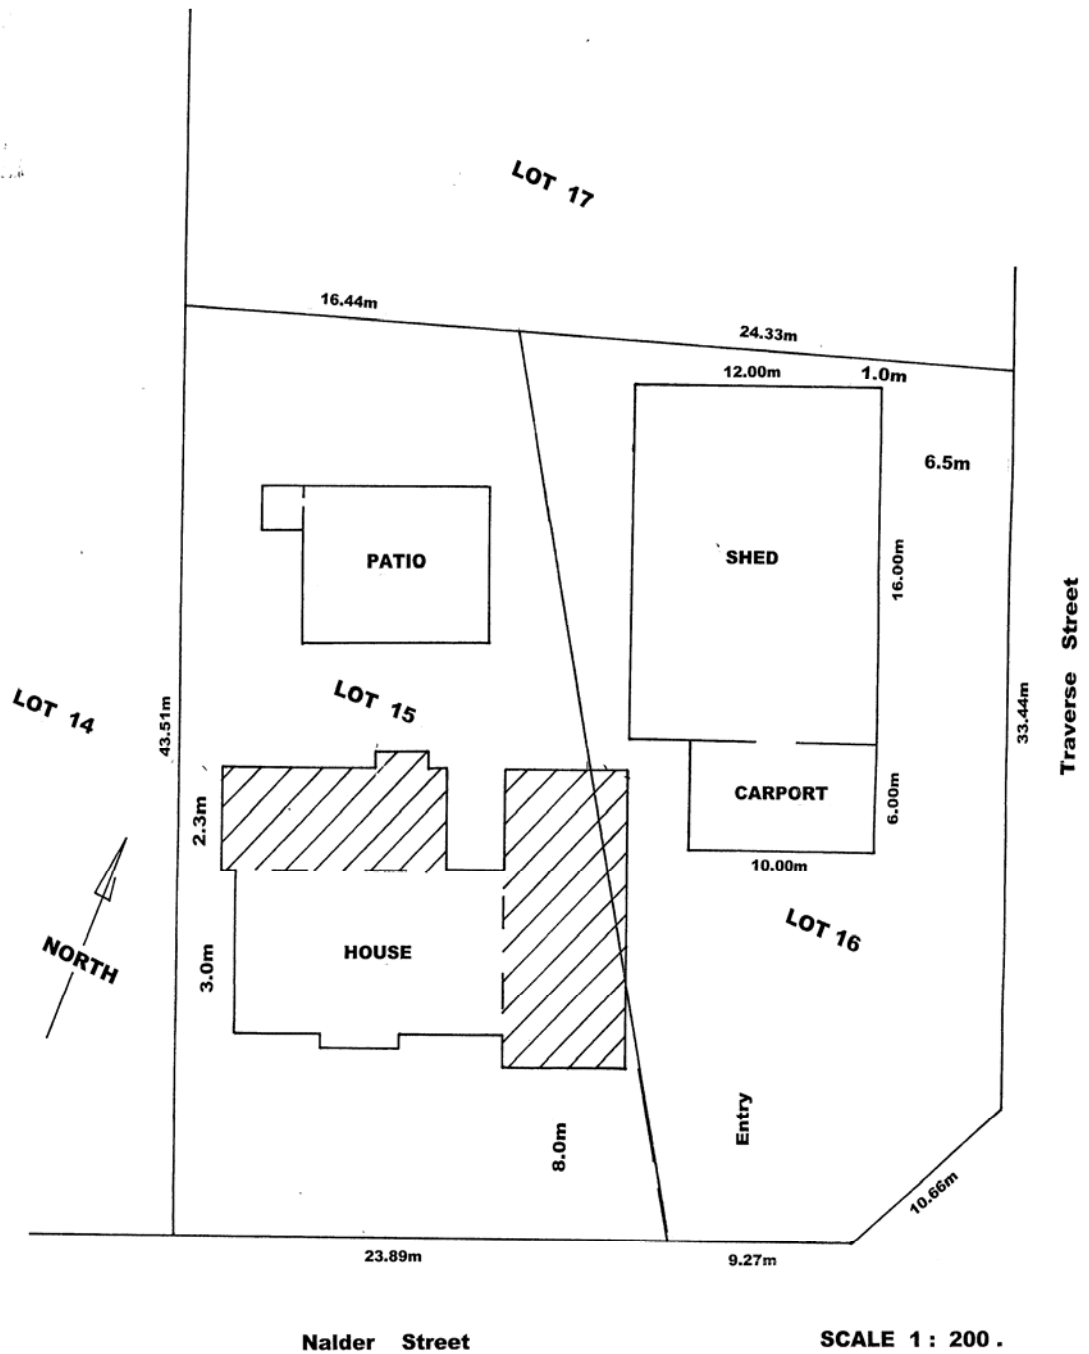 LOT 17
16.44m
24.33m
12.00m
1.0m
6.5m
PATIO
SHED
16.00m
Traverse Street
LOT 14
LOT 15
43.51m
33.44m
2.3m
CARPORT
6.00m
10.00m
NORTH
3.0m
HOUSE
LOT 16
8.0m
Entry
10.66m
23.89m
9.27m
Nalder Street
SCALE 1 : 200 .